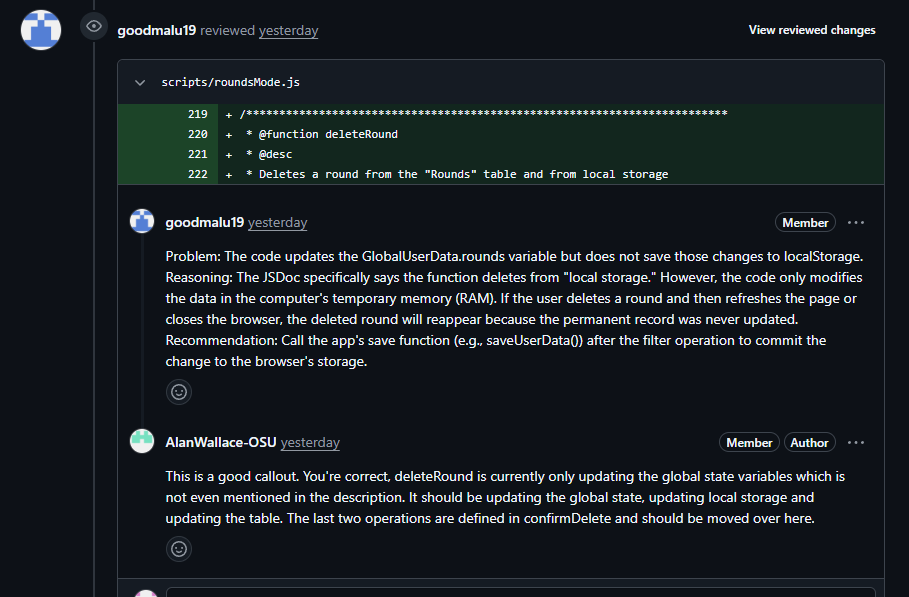 goodmalu19 reviewed yesterday
View reviewed changes
scripts/roundsMode.js
219 + /*************************************************************************
220 + * @function deleteRound
221 + * @desc
222 + * Deletes a round from the "Rounds" table and from local storage
goodmalu19 yesterday
Member
Problem: The code updates the GlobalUserData.rounds variable but does not save those changes to localStorage.
Reasoning: The JSDoc specifically says the function deletes from "local storage." However, the code only modifies
the data in the computer's temporary memory (RAM). If the user deletes a round and then refreshes the page or
closes the browser, the deleted round will reappear because the permanent record was never updated.
Recommendation: Call the app's save function (e.g., saveUserData()) after the filter operation to commit the
change to the browser's storage.
AlanWallace-OSU yesterday
Member Author
This is a good callout. You're correct, deleteRound is currently only updating the global state variables which is
not even mentioned in the description. It should be updating the global state, updating local storage and
updating the table. The last two operations are defined in confirmDelete and should be moved over here.